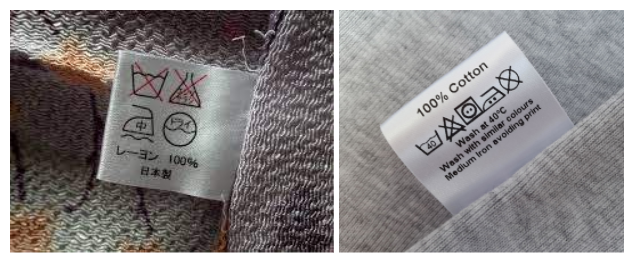 中
ドライ
レーヨン 100%
日本製
100% Cotton
40
Wash at 40°C
Wash with similar colours
Medium Iron avoiding print